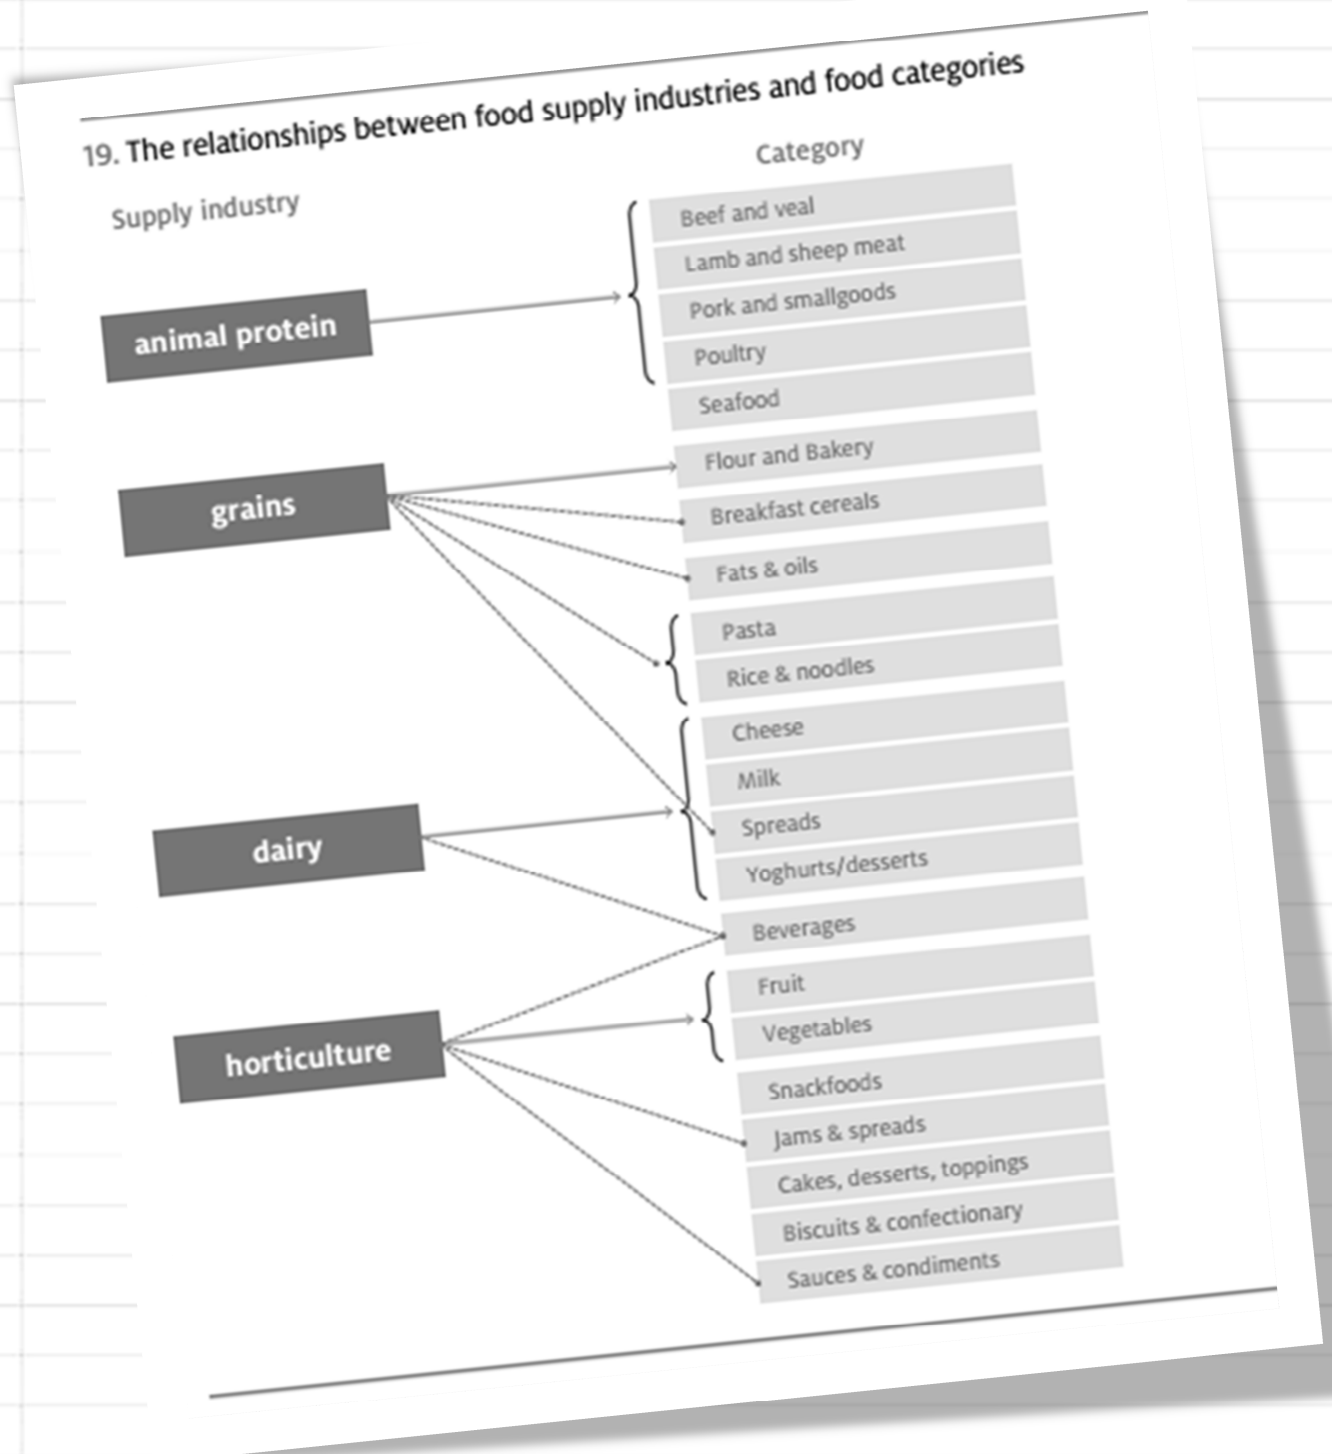 19. The relationships between food supply industries and food categories
Supply industry
Category
animal protein
grains
dairy
horticulture
Beef and veal
Lamb and sheep meat
Pork and smallgoods
Poultry
Seafood
Flour and Bakery
Breakfast cereals
Fats & oils
Pasta
Rice & noodles
Cheese
Milk
Spreads
Yoghurts/desserts
Beverages
Fruit
Vegetables
Snackfoods
Jams & spreads
Cakes, desserts, toppings
Biscuits & confectionary
Sauces & condiments